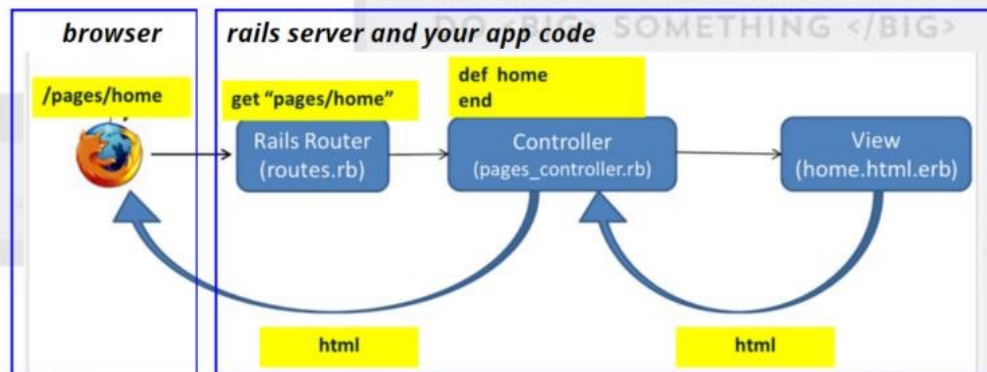 DO <BIG> SOMETHING </BIG>
browser
rails server and your app code
/pages/home
get “pages/home”
def home
end
Rails Router
(routes.rb)
Controller
(pages_controller.rb)
View
(home.html.erb)
html
html